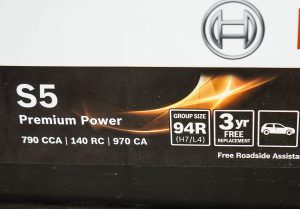 S5
Premium Power
790 CCA | 140 RC | 970 CA
GROUP SIZE
94R
(H7/L4)
3 yr
FREE
REPLACEMENT
Free Roadside Assista